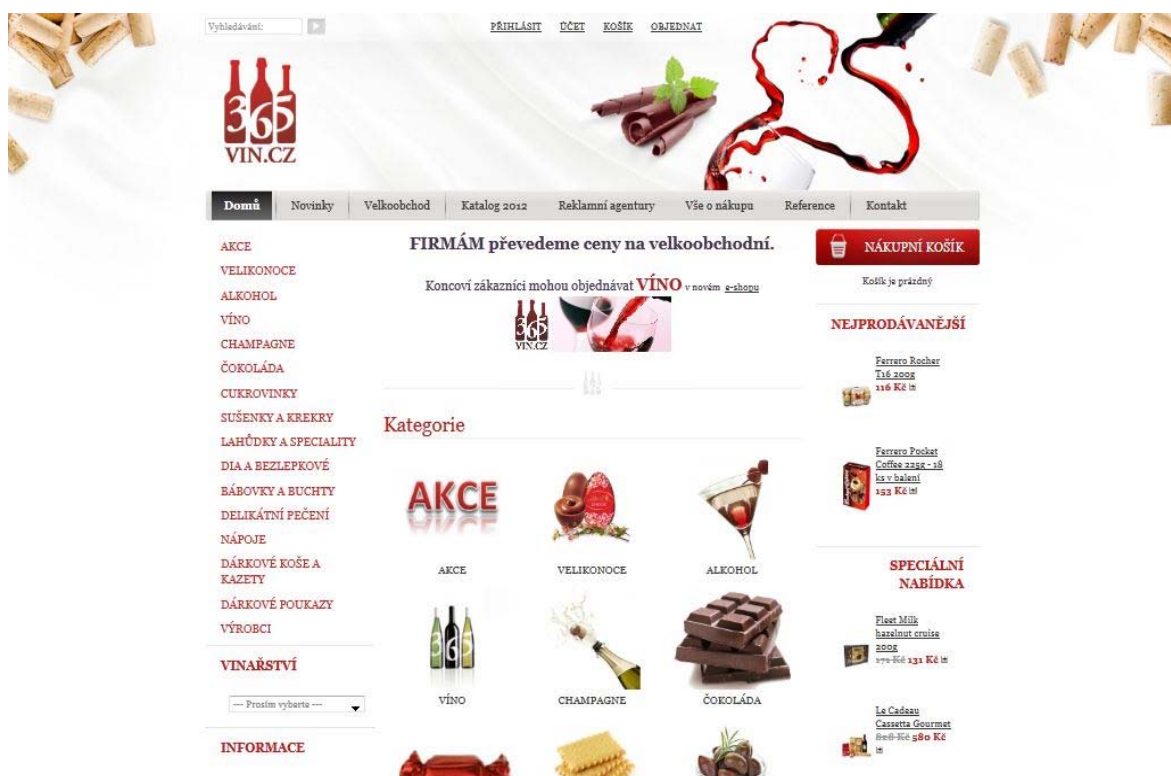 Vyhledávání:
PŘIHLÁSIT ÚČET KOŠÍK OBJEDNAT
365
VIN.CZ
Domů Novinky Velkoobchod Katalog 2012 Reklamní agentury Vše o nákupu Reference Kontakt
AKCE
VELIKONOCE
ALKOHOL
VÍNO
CHAMPAGNE
ČOKOLÁDA
CUKROVINKY
SUŠENKY A KREKRY
LAHŮDKY A SPECIALITY
DIA A BEZLEPKOVÉ
BÁBOVKY A BUCHTY
DELIKÁTNÍ PEČENÍ
NÁPOJE
DÁRKOVÉ KOŠE A
KAZETY
DÁRKOVÉ POUKAZY
VÝROBCI
VINAŘSTVÍ
--- Prosím vyberte ---
INFORMACE
FIRMÁM převedeme ceny na velkoobchodní.
Koncoví zákazníci mohou objednávat VÍNO v novém e-shopu
365
VIN.CZ
Kategorie
AKCE
AKCE VELIKONOCE ALKOHOL
365
VÍNO CHAMPAGNE ČOKOLÁDA
NÁKUPNÍ KOŠÍK
Košík je prázdný
NEJPRODÁVANĚJŠÍ
Ferrero Rocher
T16 200g
116 Kč
Ferrero Pocket
Coffee 225g - 18
ks v balení
153 Kč
SPECIÁLNÍ
NABÍDKA
Fleet Milk
hazelnut cruise
200g
171 Kč 131 Kč
Le Cadeau
Cassetta Gourmet
828 Kč 580 Kč